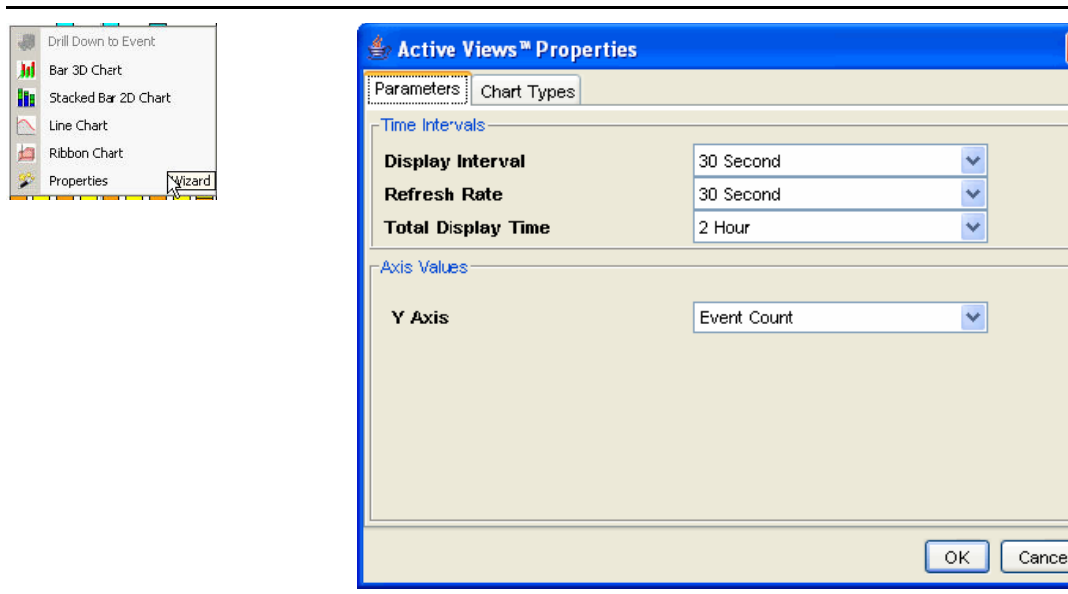 Drill Down to Event
Bar 3D Chart
Stacked Bar 2D Chart
Line Chart
Ribbon Chart
Properties
Wizard
Active Views™ Properties
Parameters
Chart Types
Time Intervals
Display Interval
30 Second
Refresh Rate
30 Second
Total Display Time
2 Hour
Axis Values
Y Axis
Event Count
OK
Cance